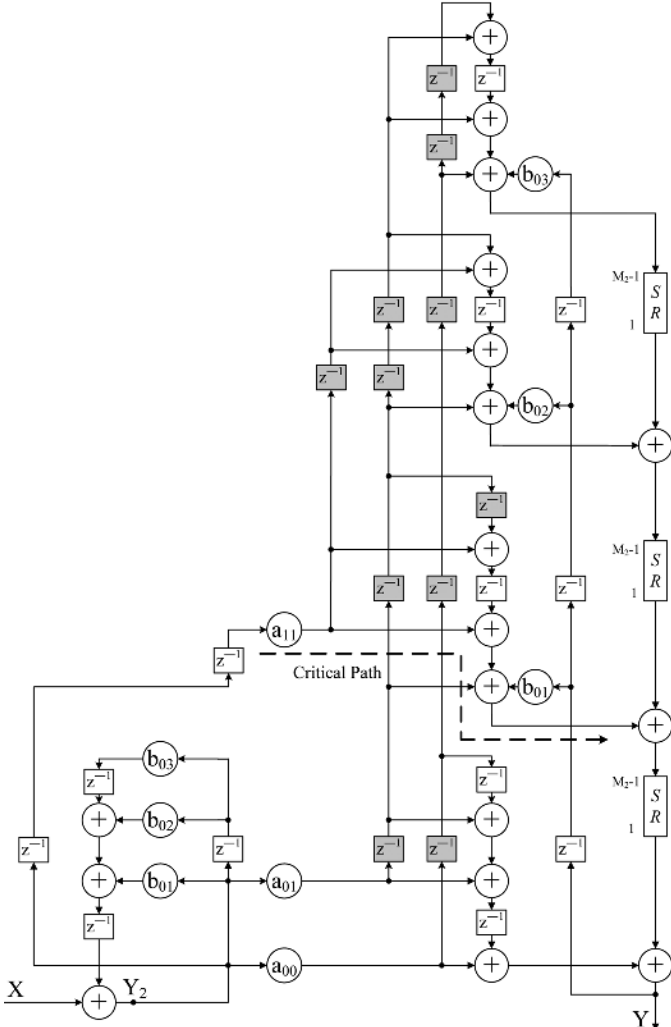 z⁻¹
+
z⁻¹
z⁻¹
+
z⁻¹
+
b₀₃
+
M₂-1
S
R
1
z⁻¹
z⁻¹
z⁻¹
z⁻¹
+
z⁻¹
z⁻¹
+
b₀₂
+
z⁻¹
+
M₂-1
S
R
1
z⁻¹
z⁻¹
z⁻¹
z⁻¹
a₁₁
+
z⁻¹
Critical Path
+
b₀₁
+
b₀₃
z⁻¹
z⁻¹
M₂-1
S
R
1
+
b₀₂
+
z⁻¹
z⁻¹
z⁻¹
z⁻¹
z⁻¹
+
b₀₁
a₀₁
+
z⁻¹
z⁻¹
a₀₀
+
+
X
+
Y₂
Y